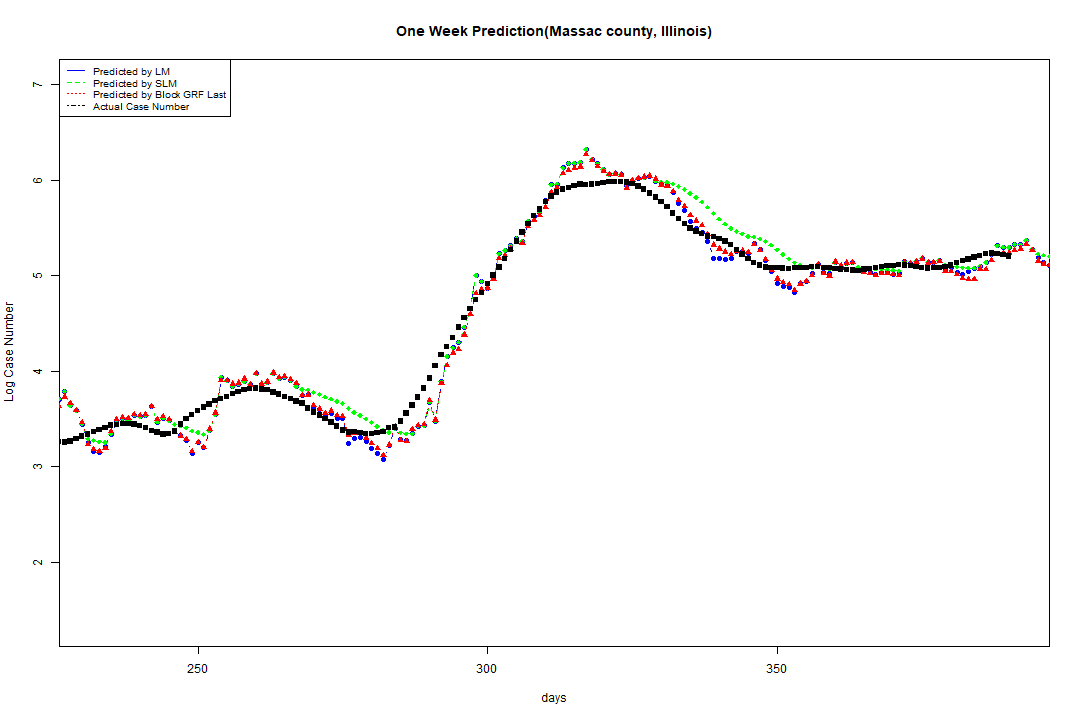 One Week Prediction(Massac county, Illinois)
Predicted by LM
Predicted by SLM
Predicted by Block GRF Last
Actual Case Number
7
6
5
4
3
2
Log Case Number
250
300
350
days